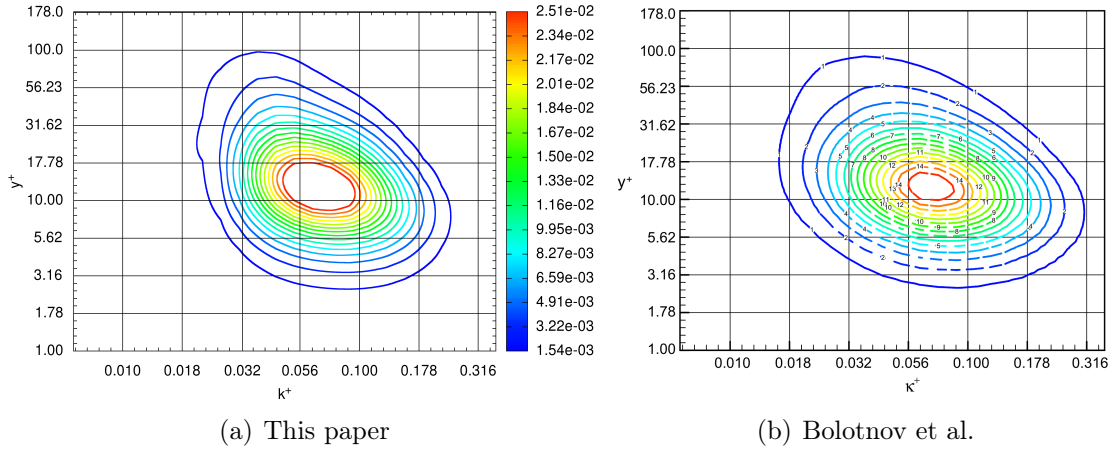 178.0
100.0
56.23
31.62
17.78
10.00
5.62
3.16
1.78
1.00
y+
0.010 0.018 0.032 0.056 0.100 0.178 0.316
k+
2.51e-02
2.34e-02
2.17e-02
2.01e-02
1.84e-02
1.67e-02
1.50e-02
1.33e-02
1.16e-02
9.95e-03
8.27e-03
6.59e-03
4.91e-03
3.22e-03
1.54e-03
(a) This paper
178.0
100.0
56.23
31.62
17.78
10.00
5.62
3.16
1.78
1.00
y+
0.010 0.018 0.032 0.056 0.100 0.178 0.316
κ+
(b) Bolotnov et al.